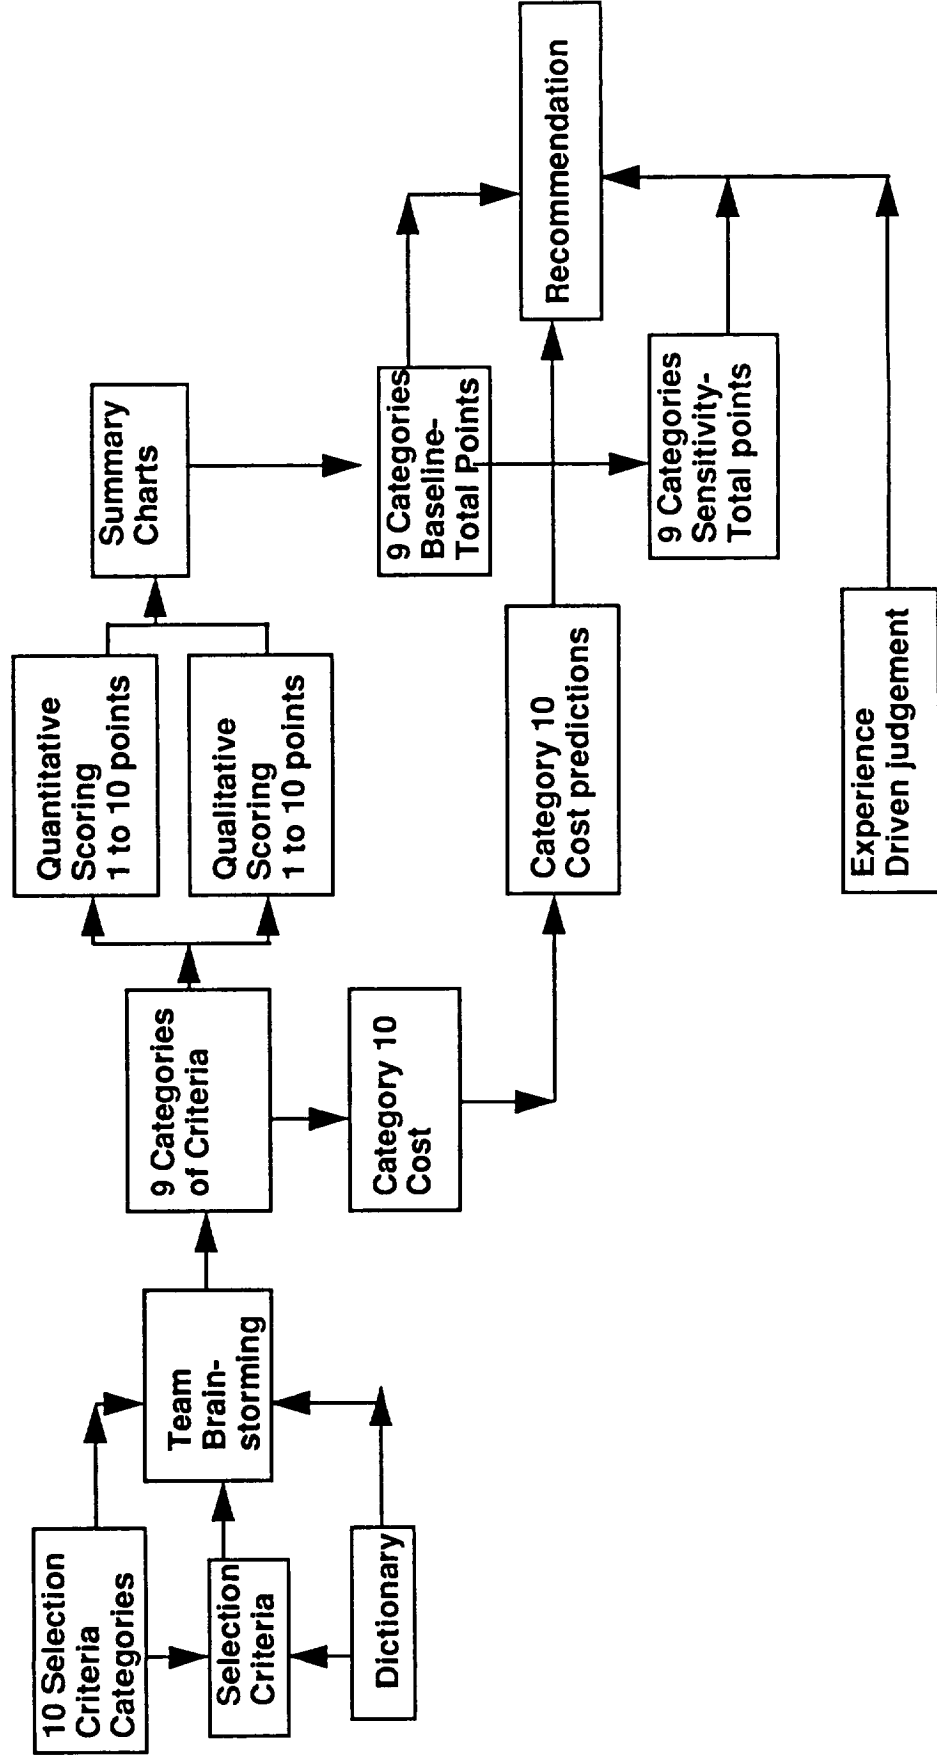 10 Selection
Criteria
Categories
Selection
Criteria
Dictionary
Team
Brain-
storming
9 Categories
of Criteria
Category 10
Cost
Quantitative
Scoring
1 to 10 points
Qualitative
Scoring
1 to 10 points
Summary
Charts
Category 10
Cost predictions
Experience
Driven judgement
9 Categories
Baseline-
Total Points
9 Categories
Sensitivity-
Total points
Recommendation